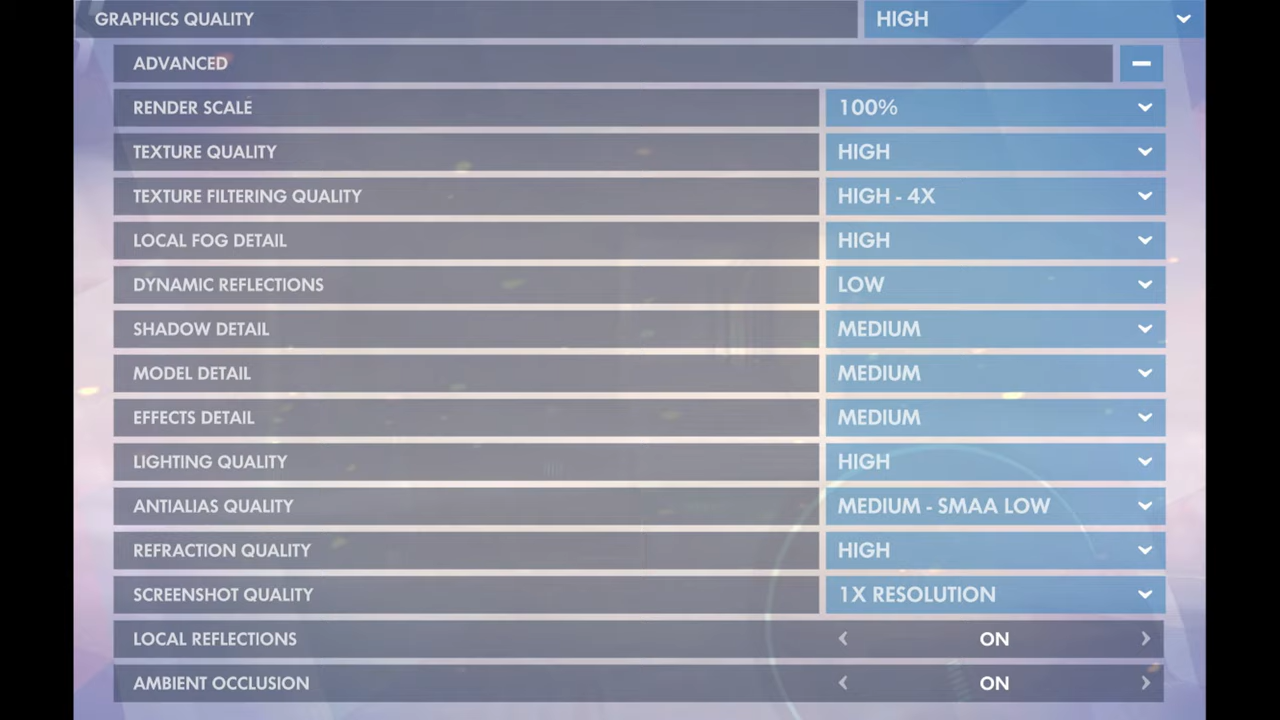 GRAPHICS QUALITY HIGH
ADVANCED
RENDER SCALE 100%
TEXTURE QUALITY HIGH
TEXTURE FILTERING QUALITY HIGH - 4X
LOCAL FOG DETAIL HIGH
DYNAMIC REFLECTIONS LOW
SHADOW DETAIL MEDIUM
MODEL DETAIL MEDIUM
EFFECTS DETAIL MEDIUM
LIGHTING QUALITY HIGH
ANTIALIAS QUALITY MEDIUM - SMAA LOW
REFRACTION QUALITY HIGH
SCREENSHOT QUALITY 1X RESOLUTION
LOCAL REFLECTIONS ON
AMBIENT OCCLUSION ON